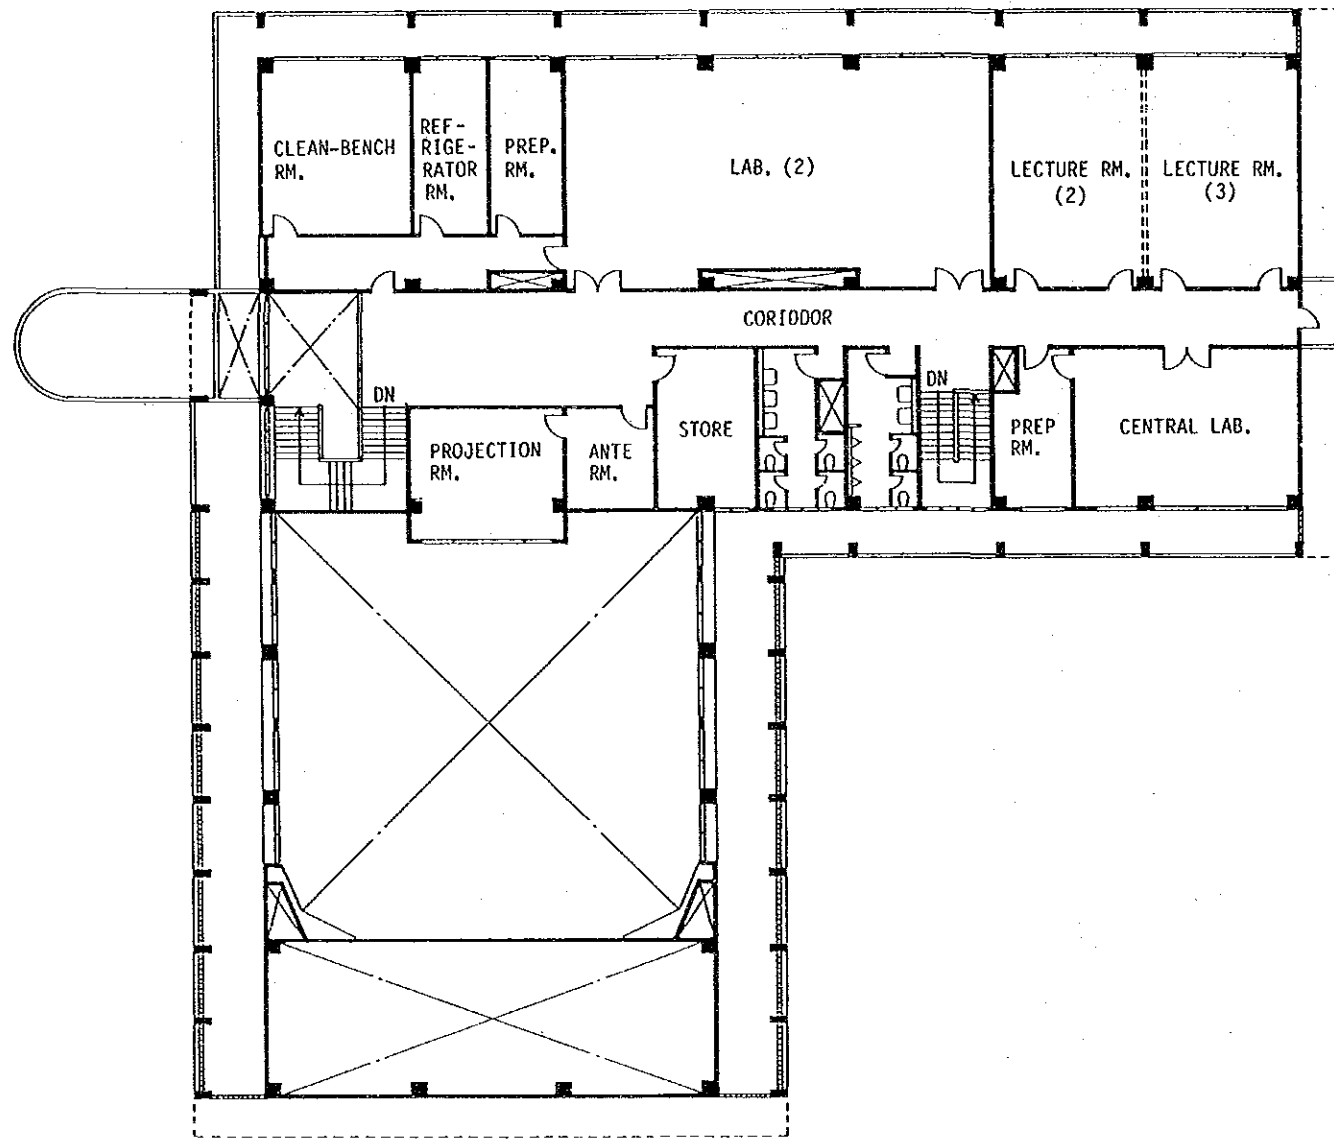 CLEAN-BENCH
RM.
REF-
RIGE-
RATOR
RM.
PREP.
RM.
LAB. (2)
LECTURE RM.
(2)
LECTURE RM.
(3)
CORIDDOR
DN
PROJECTION
RM.
ANTE
RM.
STORE
DN
PREP
RM.
CENTRAL LAB.